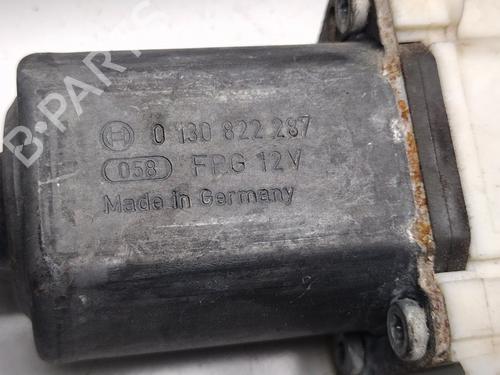 B-PARTS
0 130 822 287
058 FPG 12V
Made in Germany